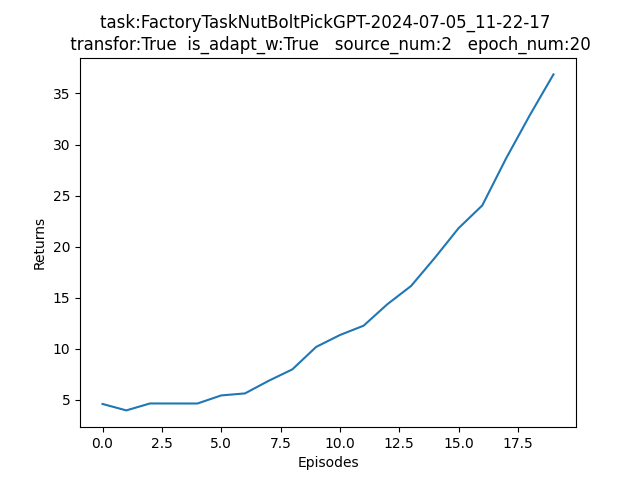 task:FactoryTaskNutBoltPickGPT-2024-07-05_11-22-17
transfor:True  is_adapt_w:True   source_num:2   epoch_num:20
35
30
25
20
15
10
5
Returns
0.0 2.5 5.0 7.5 10.0 12.5 15.0 17.5
Episodes